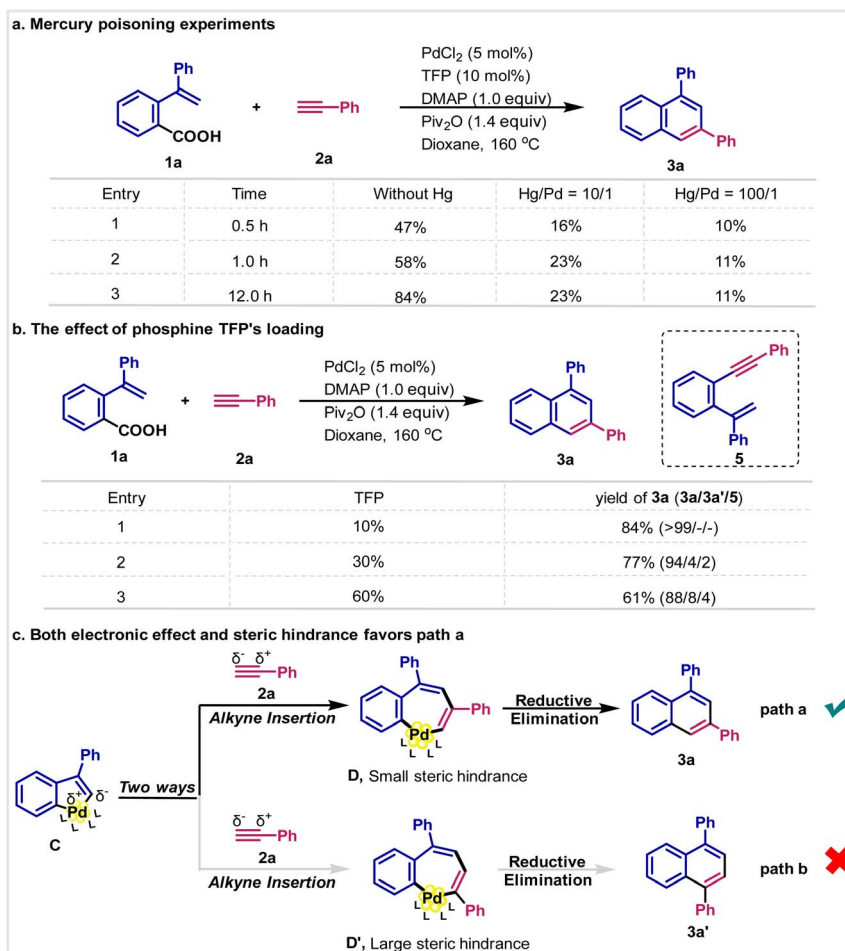 a. Mercury poisoning experiments
Ph
COOH
1a
+
Ph
2a
PdCl2 (5 mol%)
TFP (10 mol%)
DMAP (1.0 equiv)
Piv2O (1.4 equiv)
Dioxane, 160 °C
Ph
Ph
3a
Entry Time Without Hg Hg/Pd = 10/1 Hg/Pd = 100/1
1 0.5 h 47% 16% 10%
2 1.0 h 58% 23% 11%
3 12.0 h 84% 23% 11%
b. The effect of phosphine TFP's loading
Ph
COOH
1a
+
Ph
2a
PdCl2 (5 mol%)
DMAP (1.0 equiv)
Piv2O (1.4 equiv)
Dioxane, 160 °C
Ph
Ph
3a
Ph
Ph
5
Entry TFP yield of 3a (3a/3a'/5)
1 10% 84% (>99/-/-)
2 30% 77% (94/4/2)
3 60% 61% (88/8/4)
c. Both electronic effect and steric hindrance favors path a
Ph
δ+ δ-
Pd
L L L L
C
Two ways
δ- δ+
Ph
2a
Alkyne Insertion
Ph
Ph
Pd
L L L L
D, Small steric hindrance
Reductive
Elimination
Ph
Ph
3a
path a
δ- δ+
Ph
2a
Alkyne Insertion
Ph
Pd
Ph
L L L L
D', Large steric hindrance
Reductive
Elimination
Ph
Ph
3a'
path b